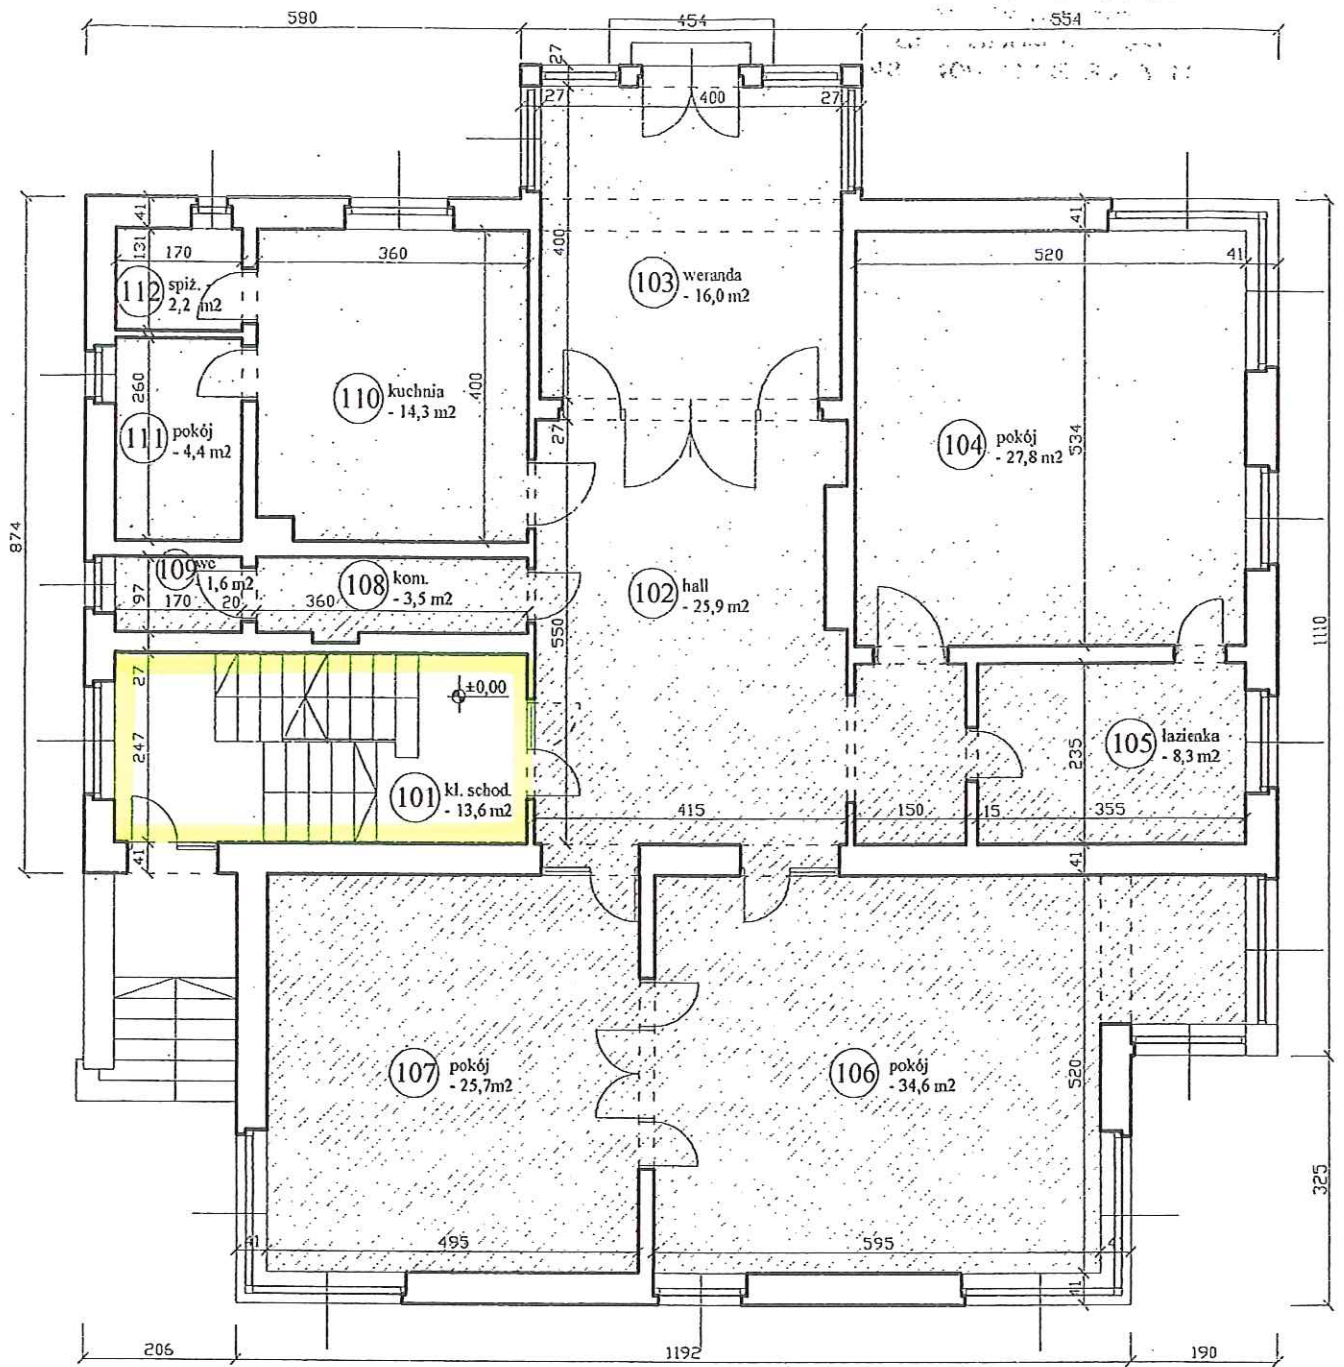 580
454
554
27
27
400
27
41
131
170
360
400
41
520
41
112 spiż. -
2,2 m2
103 weranda
- 16,0 m2
260
400
110 kuchnia
- 14,3 m2
111 pokój
- 4,4 m2
27
104 pokój
- 27,8 m2
534
874
109 wc
- 1,6 m2
97
170
20
108 kom.
- 3,5 m2
360
102 hall
- 25,9 m2
550
1110
27
±0,00
247
101 kl. schod.
- 13,6 m2
105 łazienka
- 8,3 m2
235
415
150
15
355
41
41
107 pokój
- 25,7m2
106 pokój
- 34,6 m2
520
325
41
495
595
41
41
206
1192
190